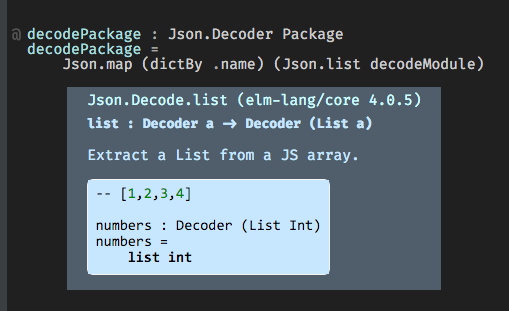 @ decodePackage : Json.Decoder Package
decodePackage =
    Json.map (dictBy .name) (Json.list decodeModule)
Json.Decode.list (elm-lang/core 4.0.5)
list : Decoder a → Decoder (List a)
Extract a List from a JS array.
-- [1,2,3,4]
numbers : Decoder (List Int)
numbers =
    list int